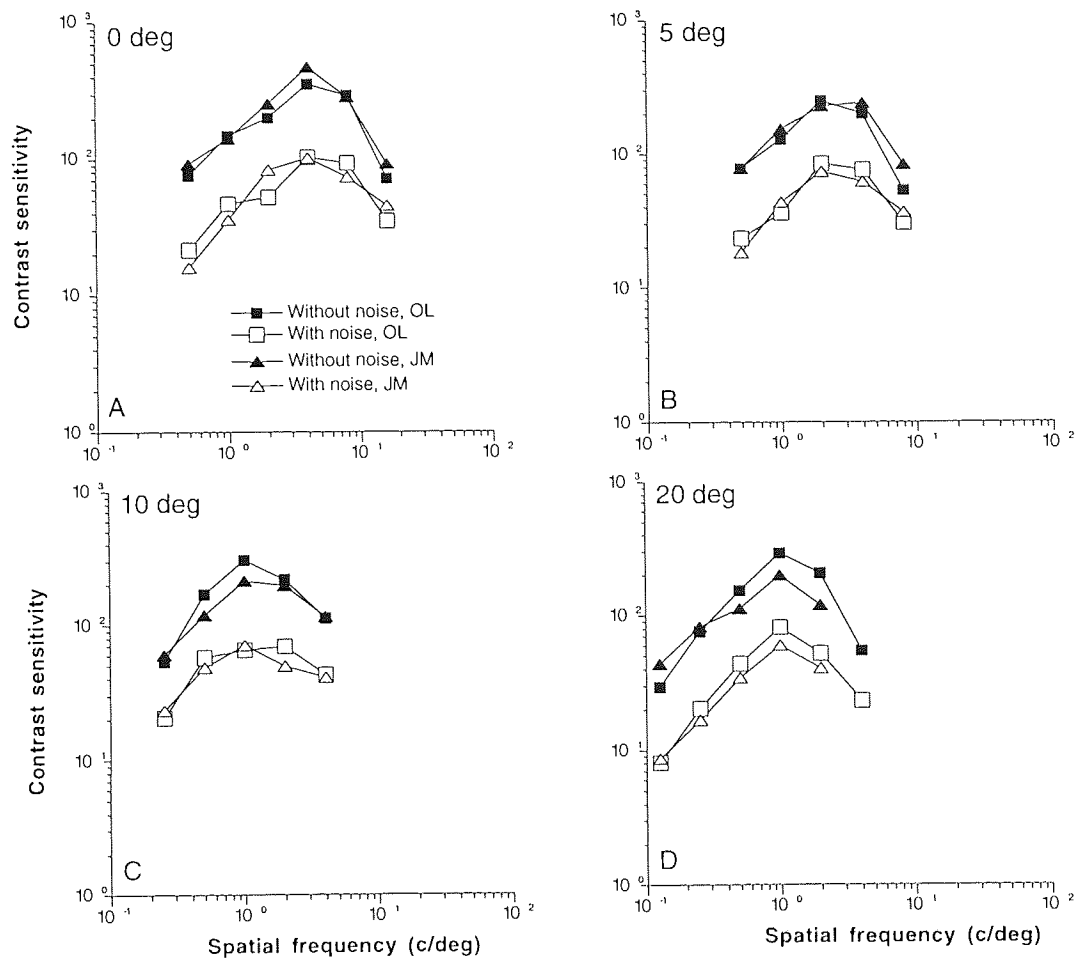 0 deg
10 ³
10 ²
10 ¹
10 ⁰
Contrast sensitivity
Without noise, OL
With noise, OL
Without noise, JM
With noise, JM
A
10 ⁻¹ 10 ⁰ 10 ¹ 10 ²
5 deg
10 ³
10 ²
10 ¹
10 ⁰
B
10 ⁻¹ 10 ⁰ 10 ¹ 10 ²
10 deg
10 ³
10 ²
10 ¹
10 ⁰
Contrast sensitivity
C
10 ⁻¹ 10 ⁰ 10 ¹ 10 ²
Spatial frequency (c/deg)
20 deg
10 ³
10 ²
10 ¹
10 ⁰
D
10 ⁻¹ 10 ⁰ 10 ¹ 10 ²
Spatial frequency (c/deg)